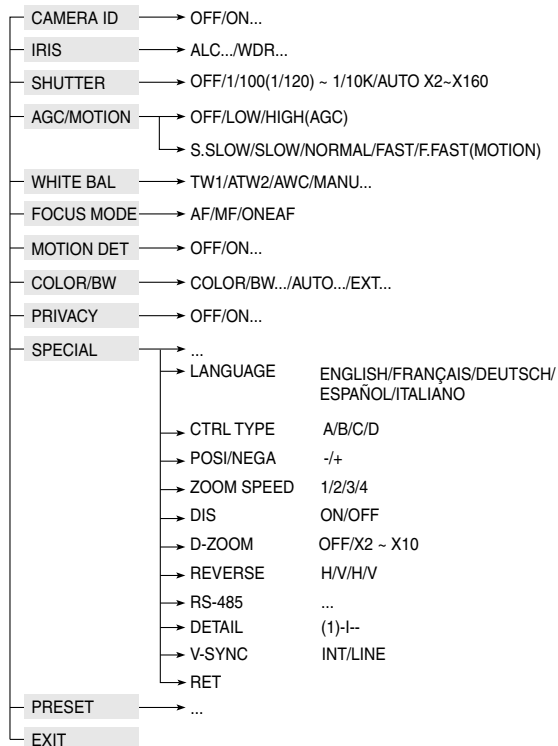 CAMERA ID OFF/ON...
IRIS ALC.../WDR...
SHUTTER OFF/1/100(1/120) ~ 1/10K/AUTO X2~X160
AGC/MOTION OFF/LOW/HIGH(AGC)
S.SLOW/SLOW/NORMAL/FAST/F.FAST(MOTION)
WHITE BAL TW1/ATW2/AWC/MANU...
FOCUS MODE AF/MF/ONEAF
MOTION DET OFF/ON...
COLOR/BW COLOR/BW.../AUTO.../EXT...
PRIVACY OFF/ON...
SPECIAL ...
LANGUAGE ENGLISH/FRANÇAIS/DEUTSCH/
ESPAÑOL/ITALIANO
CTRL TYPE A/B/C/D
POSI/NEGA -/+
ZOOM SPEED 1/2/3/4
DIS ON/OFF
D-ZOOM OFF/X2 ~ X10
REVERSE H/V/H/V
RS-485 ...
DETAIL (1)-I--
V-SYNC INT/LINE
RET
PRESET ...
EXIT